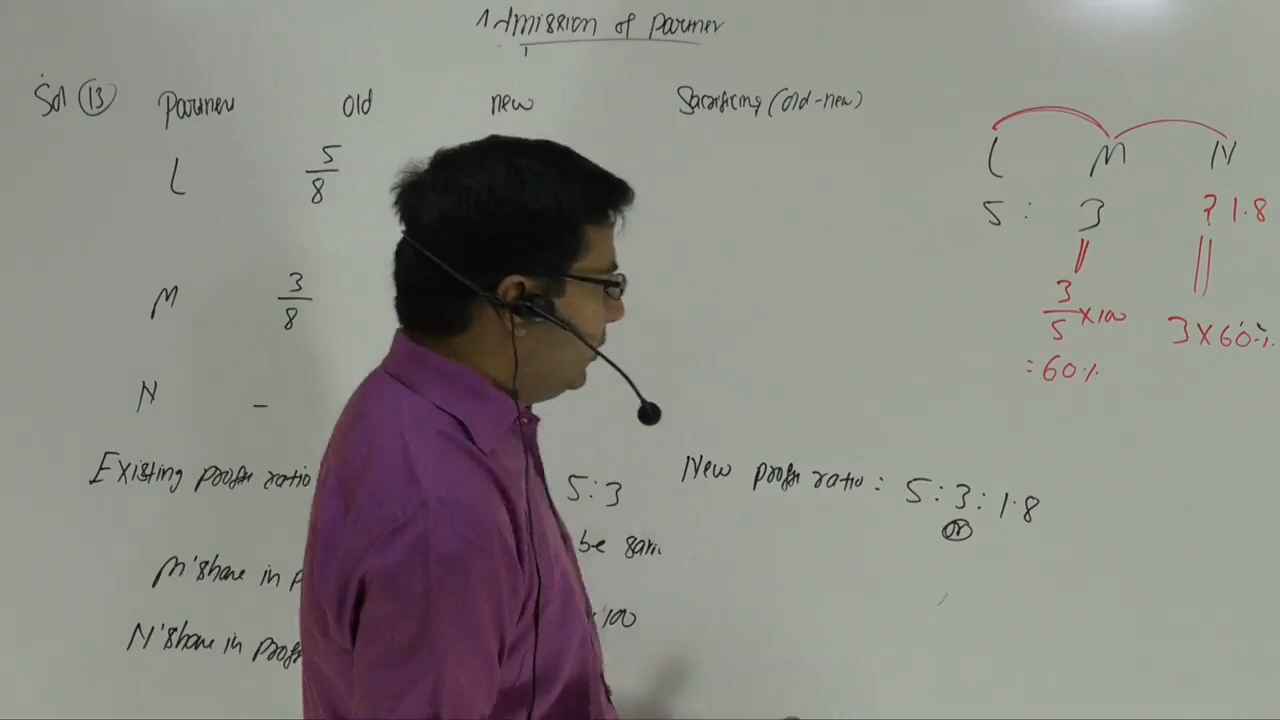 Admission of partner
Sol 13 Partner old new Sacrificing (old-new)
L 5/8
M 3/8
N -
L M N
5 : 3 ? 1.8
3/5 ×100
= 60%
3×60%
Existing profit ratio 5:3
New profit ratio : 5:3:1.8
or
be sam
M'share in p
N'share in prof 100